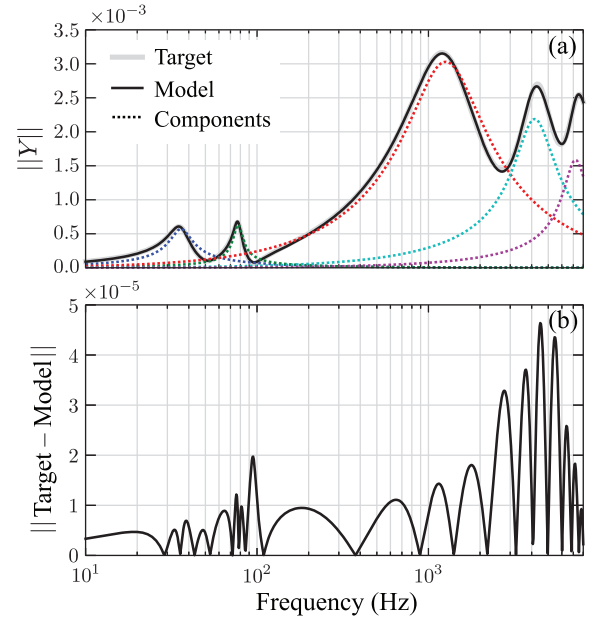 ×10⁻³
(a)
3.5
3.0
2.5
2.0
1.5
1.0
0.5
0.0
||Y||
Target
Model
Components
×10⁻⁵
(b)
5
4
3
2
1
0
||Target – Model||
10¹ 10² 10³
Frequency (Hz)